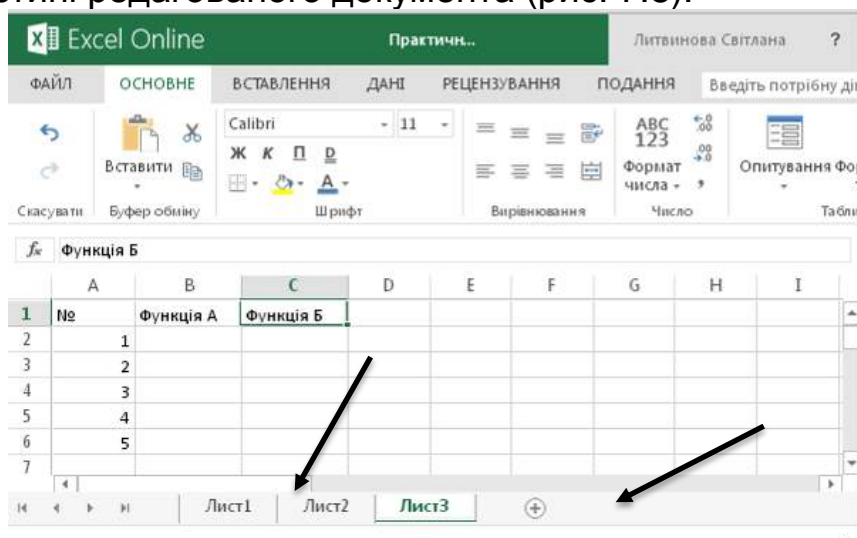 Excel Online Практичн... Литвинова Світлана ?
ФАЙЛ ОСНОВНЕ ВСТАВЛЕННЯ ДАНІ РЕЦЕНЗУВАННЯ ПОДАННЯ Введіть потрібну ді
Calibri 11 ABC
123
Вставити Ж К П D Формат Опитування Фо
числа
Скасувати Буфер обміну Шрифт Вирівнювання Число Табли
fx Функція Б
A B C D E F G H I
1 № Функція А Функція Б
2 1
3 2
4 3
5 4
6 5
7
Лист1 Лист2 Лист3